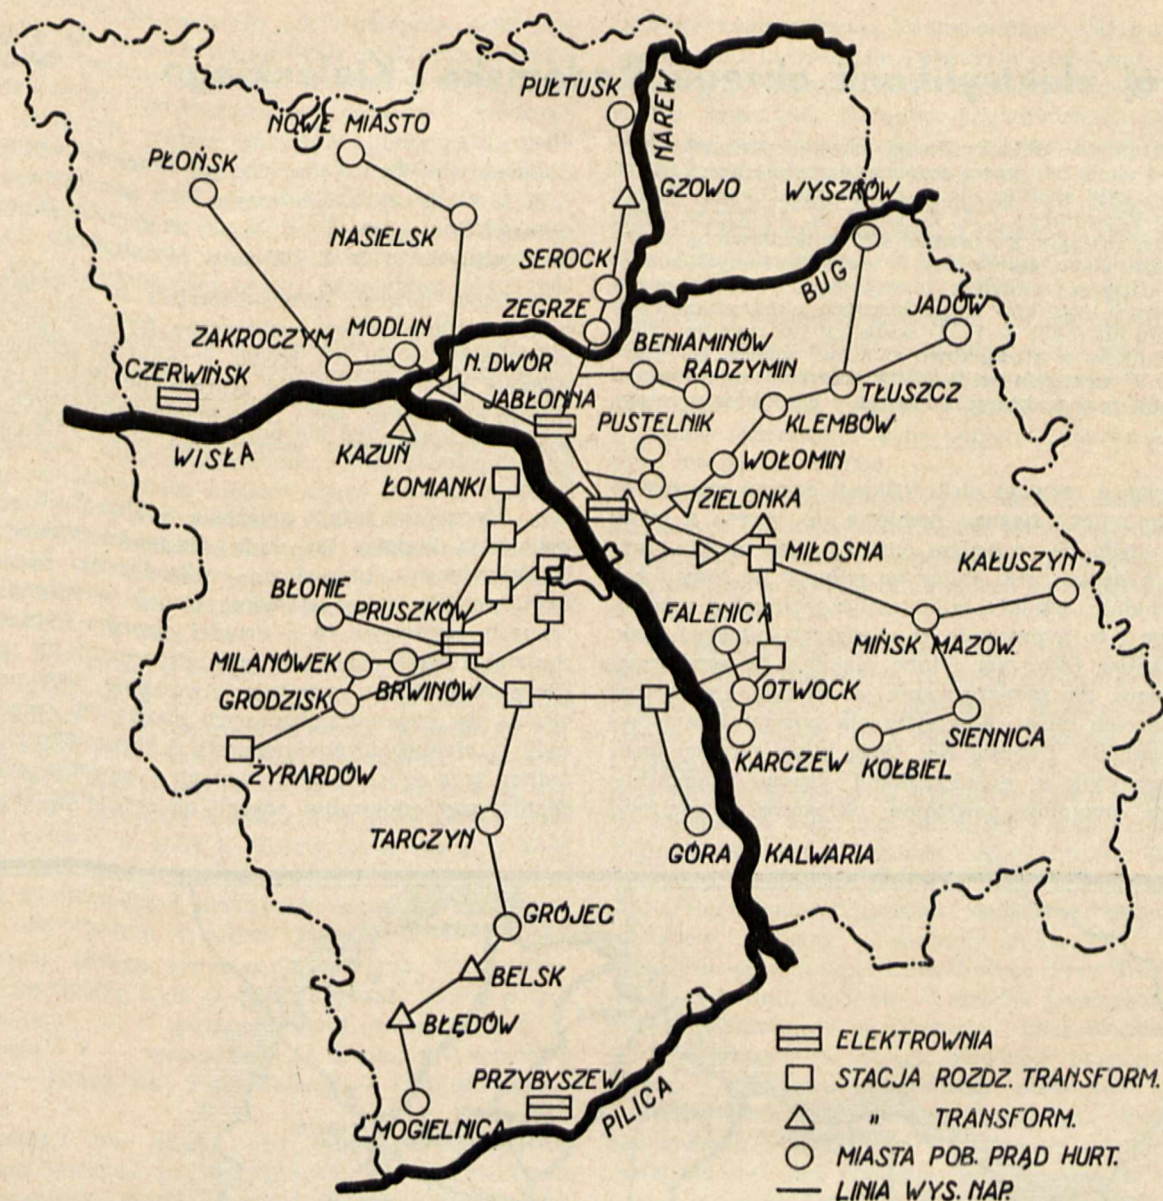 PUŁTUSK
NOWE MIASTO
NAREW
PŁOŃSK
GZOWO
WYSZKÓW
NASIELSK
SEROCK
BUG
JADÓW
ZEGRZE
MODLIN
ZAKROCZYM
BENIAMINÓW
N. DWÓR
RADZYMIN
CZERWIŃSK
JABŁONNA
TŁUSZCZ
PUSTELNIK
KLEMBÓW
WISŁA
KAZUŃ
WOŁOMIN
ŁOMIANKI
ZIELONKA
MIŁOSNA
KAŁUSZYN
BŁONIE
PRUSZKÓW
FALENICA
MIŃSK MAZOW.
MILANÓWEK
BRWINÓW
GRODZISK
OTWOCK
SIENNICA
KARCZEW
KOŁBIEL
ŻYRARDÓW
TARCZYN
GÓRA KALWARIA
GRÓJEC
BELSK
BŁĘDÓW
PRZYBYSZEW
PILICA
MOGIELNICA
ELEKTROWNIA
STACJA ROZDZ. TRANSFORM.
" TRANSFORM.
MIASTA POB. PRĄD HURT.
LINIA WYS. NAP.